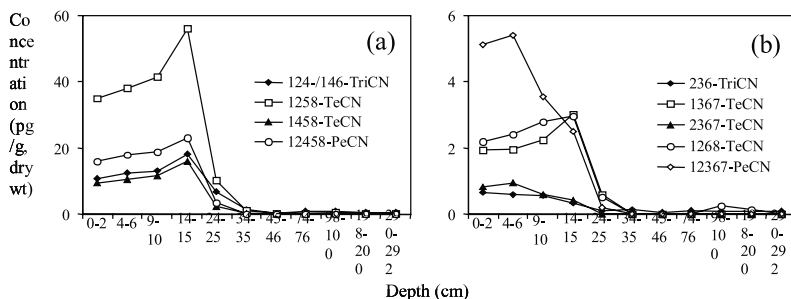 Co
nce
ntr
ati
on
(pg
/g,
dry
wt)
60
40
20
0
(a)
124-/146-TriCN
1258-TeCN
1458-TeCN
12458-PeCN
0-2 4-6 9- 14- 24- 34- 45-
10 15 25 35 46 76 10 8-20 0-29
0 0 2
6
4
2
0
(b)
236-TriCN
1367-TeCN
2367-TeCN
1268-TeCN
12367-PeCN
0-2 4-6 9- 14- 24- 34- 45-
10 15 25 35 46 76 10 8-20 0-29
0 0 2
Depth (cm)